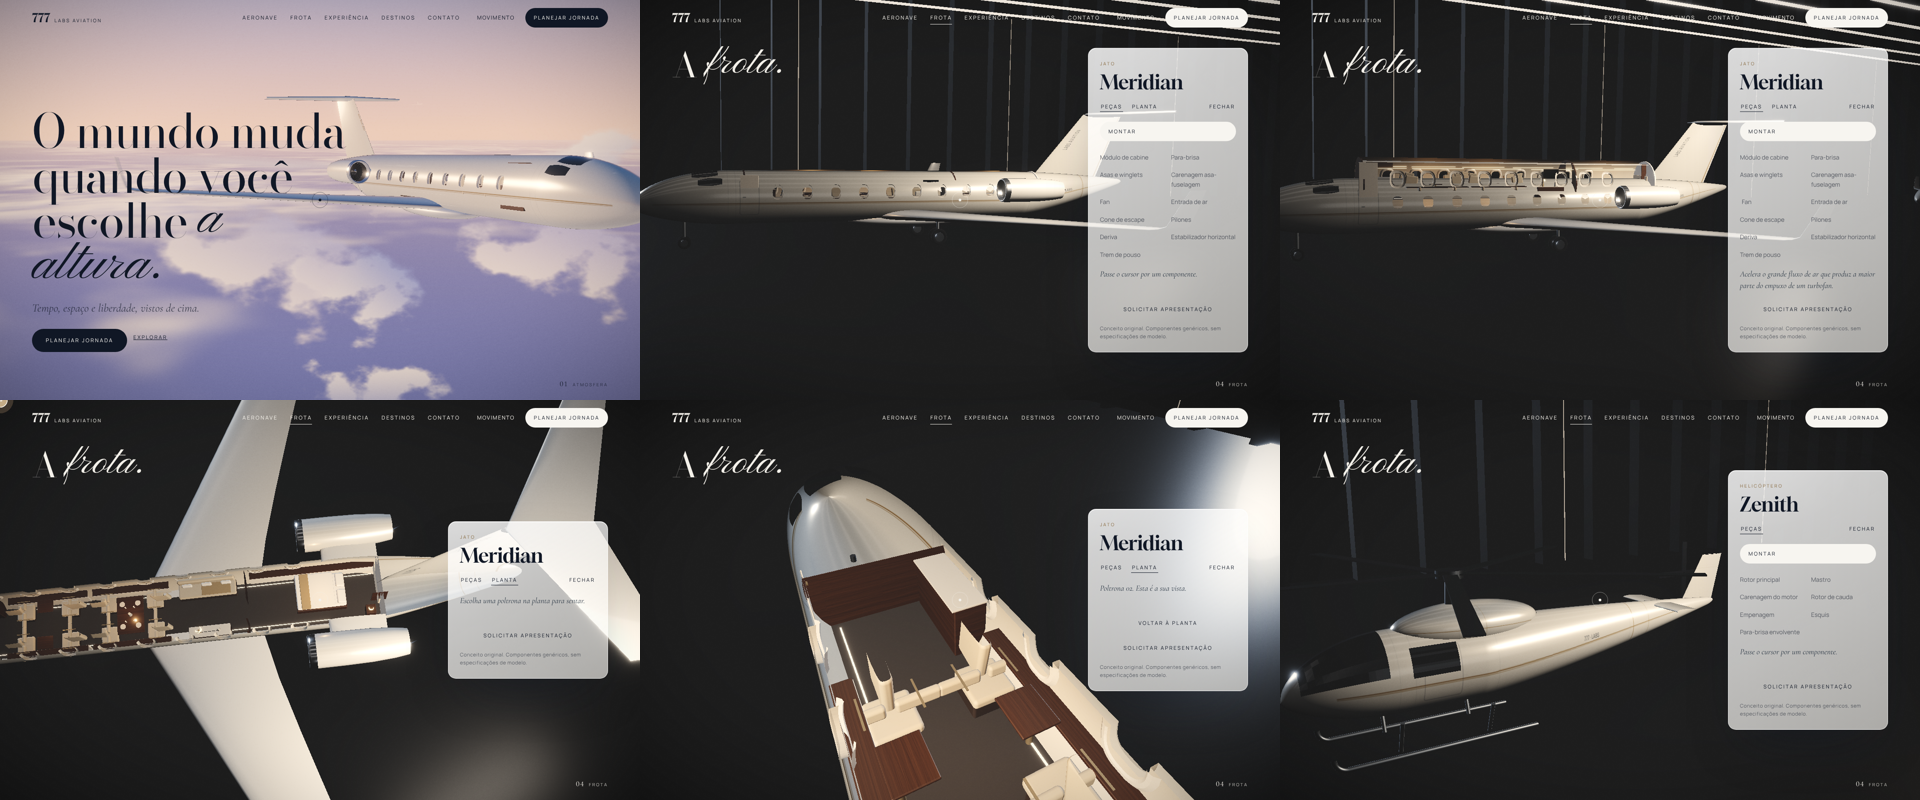 777 LABS AVIATION
AERONAVE FROTA EXPERIÊNCIA DESTINOS CONTATO MOVIMENTO PLANEJAR JORNADA
O mundo muda
quando você
escolhe a
altura.
Tempo, espaço e liberdade, vistos de cima.
PLANEJAR JORNADA EXPLORAR
01 ATMOSFERA
777 LABS AVIATION
AERONAVE FROTA EXPERIÊNCIA DESTINOS CONTATO MOVIMENTO PLANEJAR JORNADA
A frota.
JATO
Meridian
PEÇAS PLANTA FECHAR
MONTAR
Módulo de cabine Para-brisa
Asas e winglets Carenagem asa-
fuselagem
Fan Entrada de ar
Cone de escape Pilones
Deriva Estabilizador horizontal
Trem de pouso
Passe o cursor por um componente.
SOLICITAR APRESENTAÇÃO
Conceito original. Componentes genéricos, sem
especificações de modelo.
04 FROTA
777 LABS AVIATION
AERONAVE FROTA EXPERIÊNCIA DESTINOS CONTATO MOVIMENTO PLANEJAR JORNADA
A frota.
JATO
Meridian
PEÇAS PLANTA FECHAR
MONTAR
Módulo de cabine Para-brisa
Asas e winglets Carenagem asa-
fuselagem
Fan Entrada de ar
Cone de escape Pilones
Deriva Estabilizador horizontal
Trem de pouso
Acelera o grande fluxo de ar que produz a maior
parte do empuxo de um turbofan.
SOLICITAR APRESENTAÇÃO
Conceito original. Componentes genéricos, sem
especificações de modelo.
04 FROTA
777 LABS AVIATION
AERONAVE FROTA EXPERIÊNCIA DESTINOS CONTATO MOVIMENTO PLANEJAR JORNADA
A frota.
JATO
Meridian
PEÇAS PLANTA FECHAR
Escolha uma poltrona na planta para sentar.
SOLICITAR APRESENTAÇÃO
Conceito original. Componentes genéricos, sem
especificações de modelo.
04 FROTA
777 LABS AVIATION
AERONAVE FROTA EXPERIÊNCIA DESTINOS CONTATO MOVIMENTO PLANEJAR JORNADA
A frota.
JATO
Meridian
PEÇAS PLANTA FECHAR
Esta é a sua vista.
VOLTAR À PLANTA
SOLICITAR APRESENTAÇÃO
Conceito original. Componentes genéricos, sem
especificações de modelo.
04 FROTA
777 LABS AVIATION
AERONAVE FROTA EXPERIÊNCIA DESTINOS CONTATO MOVIMENTO PLANEJAR JORNADA
A frota.
HELICÓPTERO
Zenith
PEÇAS FECHAR
MONTAR
Rotor principal Mastro
Carenagem do motor Rotor de cauda
Empenagem Esquis
Para-brisa envolvente
Passe o cursor por um componente.
SOLICITAR APRESENTAÇÃO
Conceito original. Componentes genéricos, sem
especificações de modelo.
04 FROTA